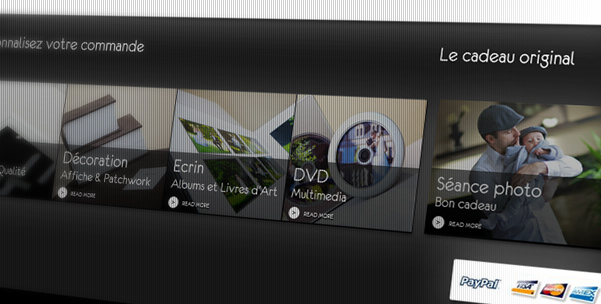 nnalisez votre commande
Le cadeau original
Qualité
Décoration
Affiche & Patchwork
READ MORE
Ecrin
Albums et Livres d'Art
READ MORE
DVD
Multimedia
READ MORE
Séance photo
Bon cadeau
READ MORE
PayPal VISA MasterCard AMEX